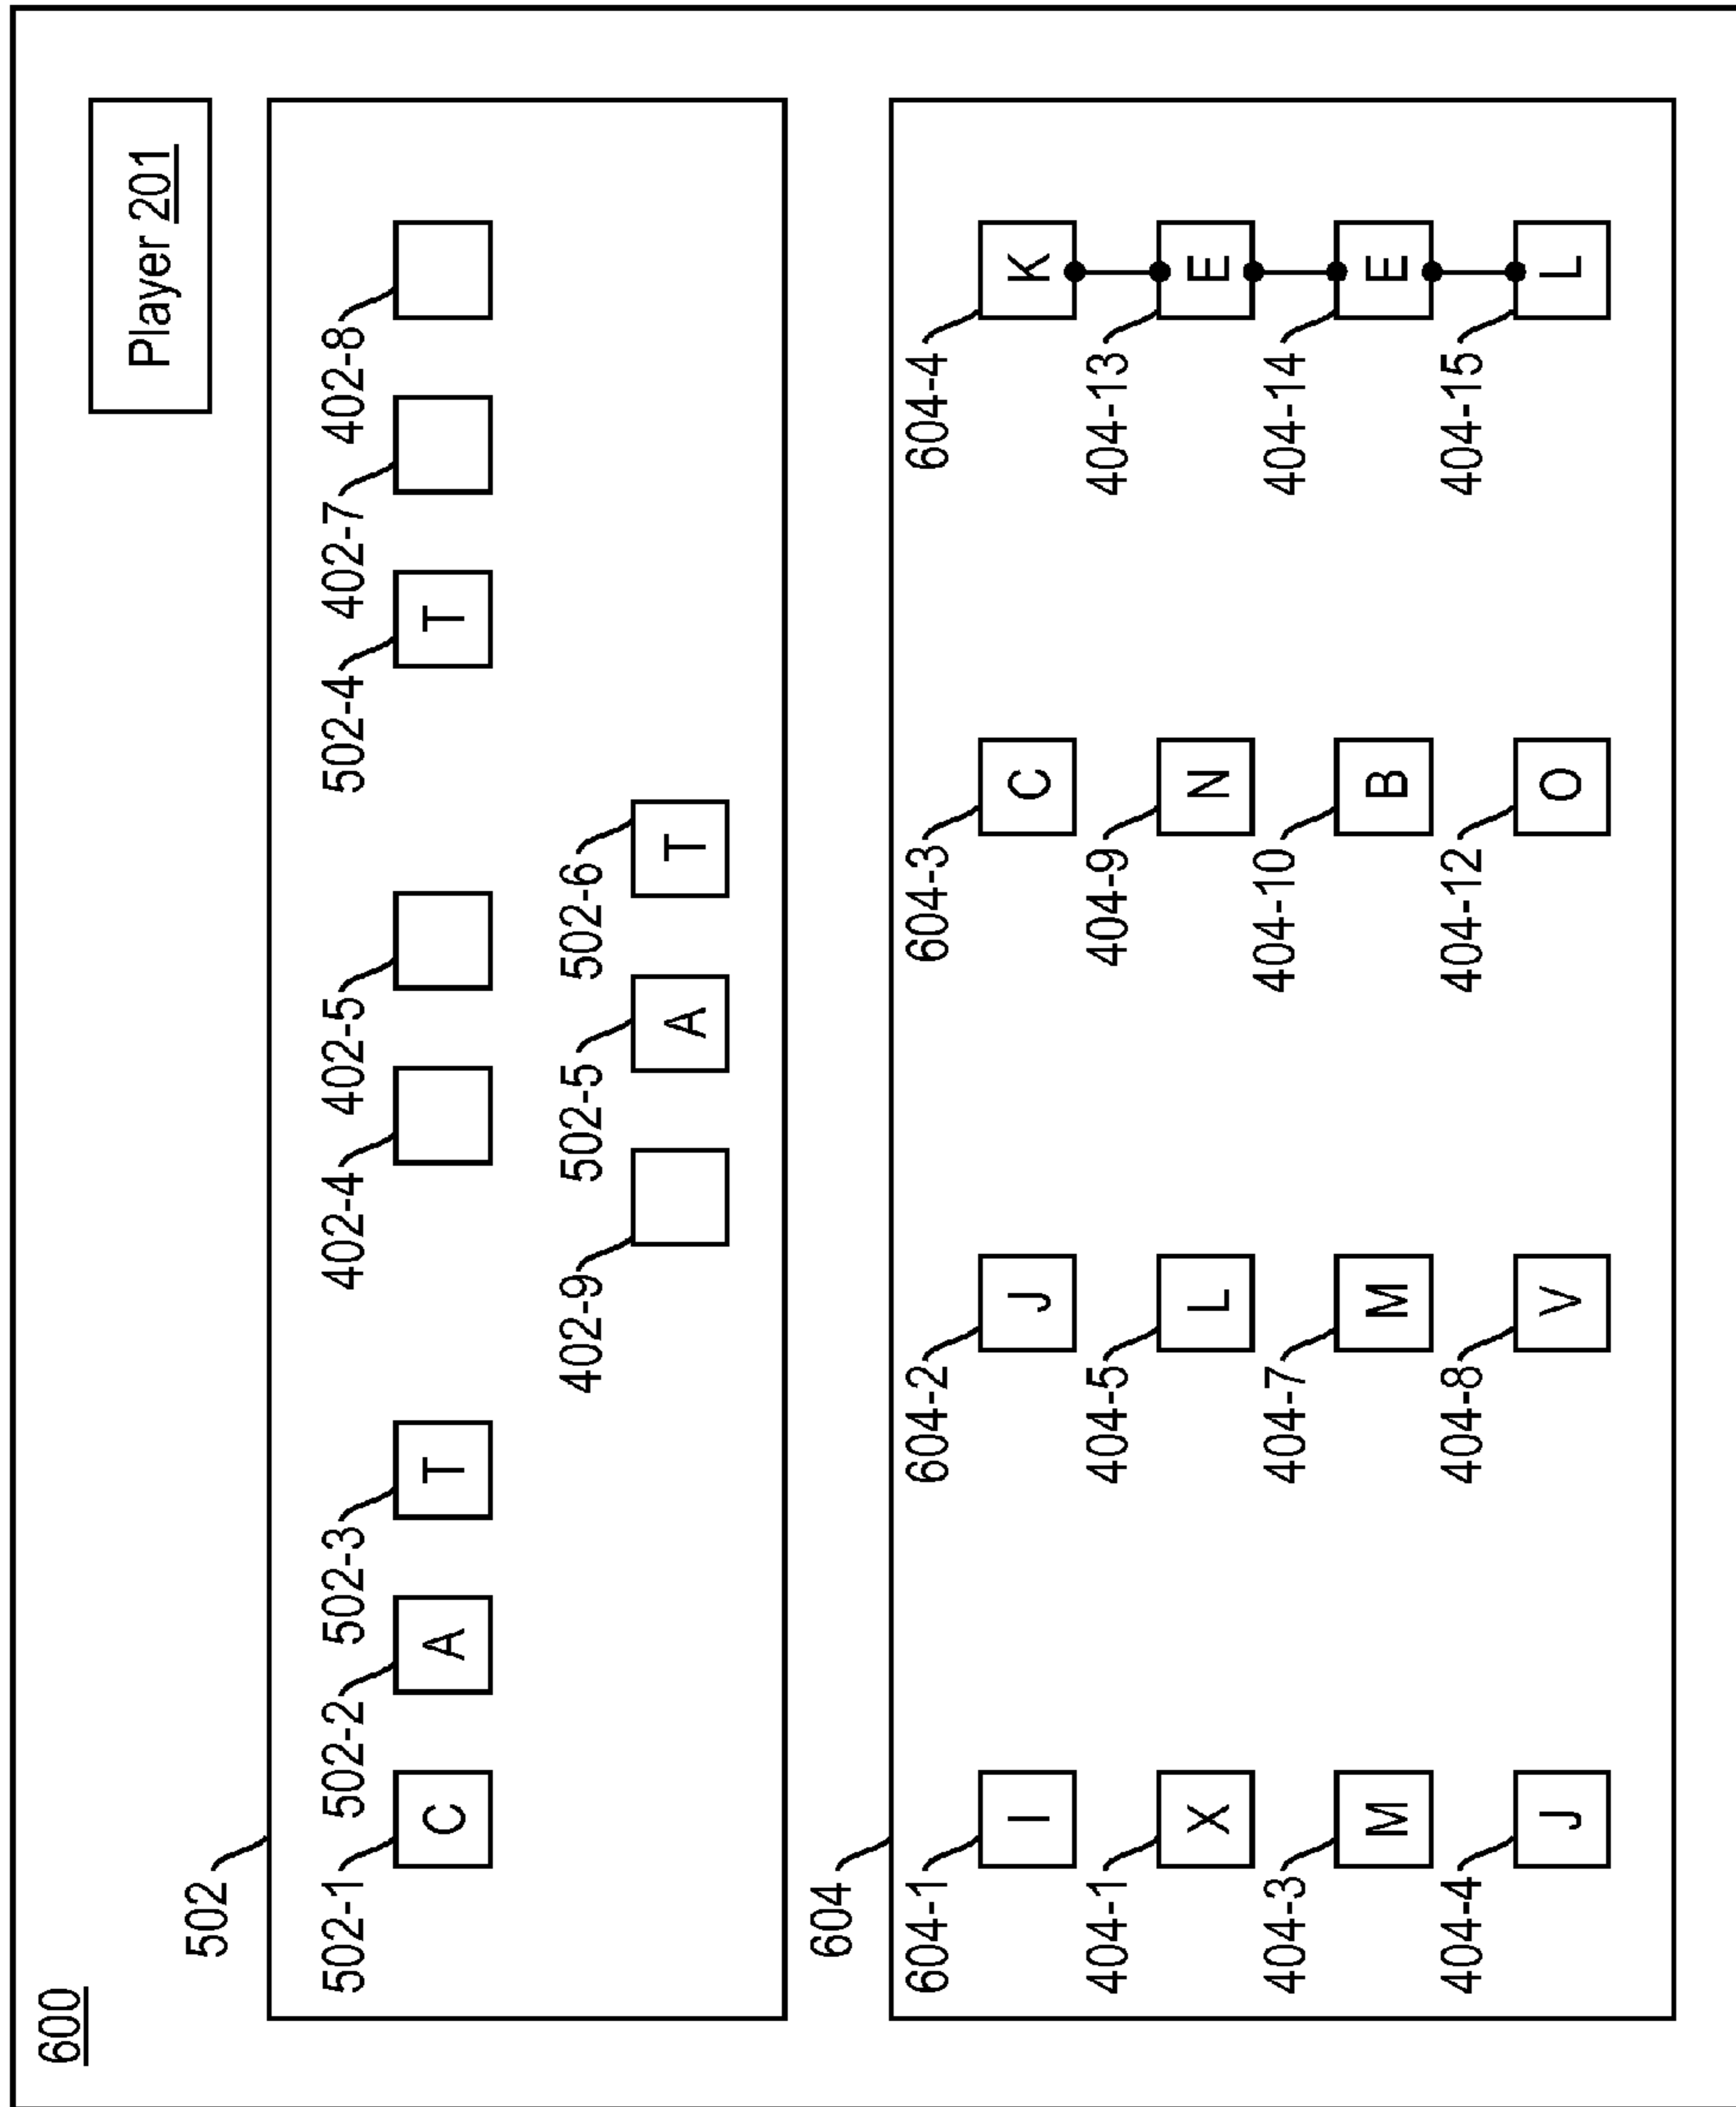 600
Player 201
502
502-1 502-2 502-3 402-4 402-5 502-4 402-7 402-8
C A T T
402-9 502-5 502-6
A T
604
604-1 604-2 604-3 604-4
I J C K
404-1 404-5 404-9 404-13
X L N E
404-3 404-7 404-10 404-14
M M B E
404-4 404-8 404-12 404-15
J V O L